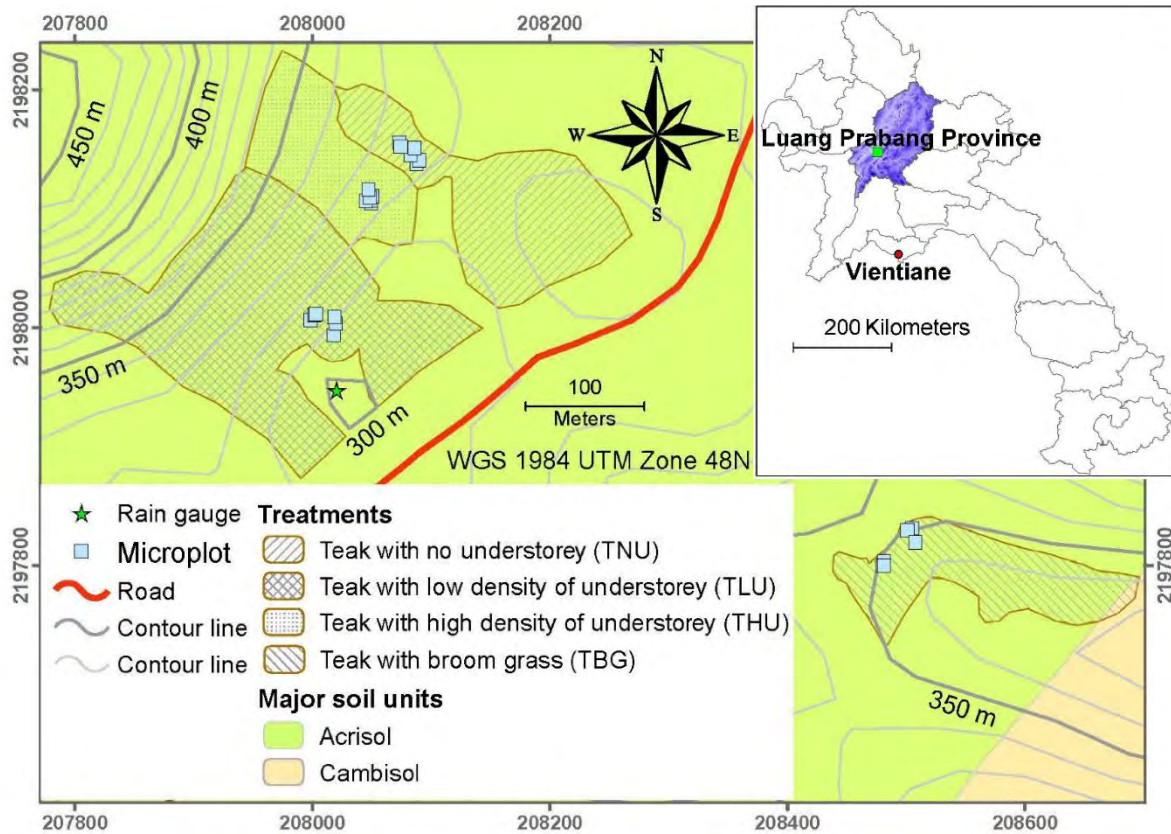 207800
208000
208200
2198200
2198000
450 m
400 m
350 m
300 m
N
W
E
S
100
Meters
WGS 1984 UTM Zone 48N
Luang Prabang Province
Vientiane
200 Kilometers
Rain gauge
Microplot
Road
Contour line
Contour line
Treatments
Teak with no understorey (TNU)
Teak with low density of understorey (TLU)
Teak with high density of understorey (THU)
Teak with broom grass (TBG)
Major soil units
Acrisol
Cambisol
350 m
2197800
2197800
207800
208000
208200
208400
208600